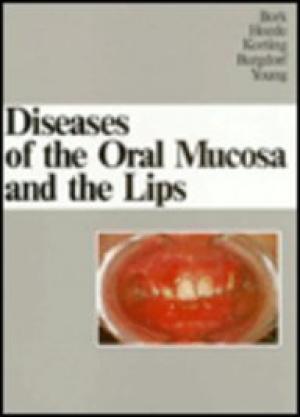 Bork
Hoede
Korting
Burgdorf
Young
Diseases
of the Oral Mucosa
and the Lips